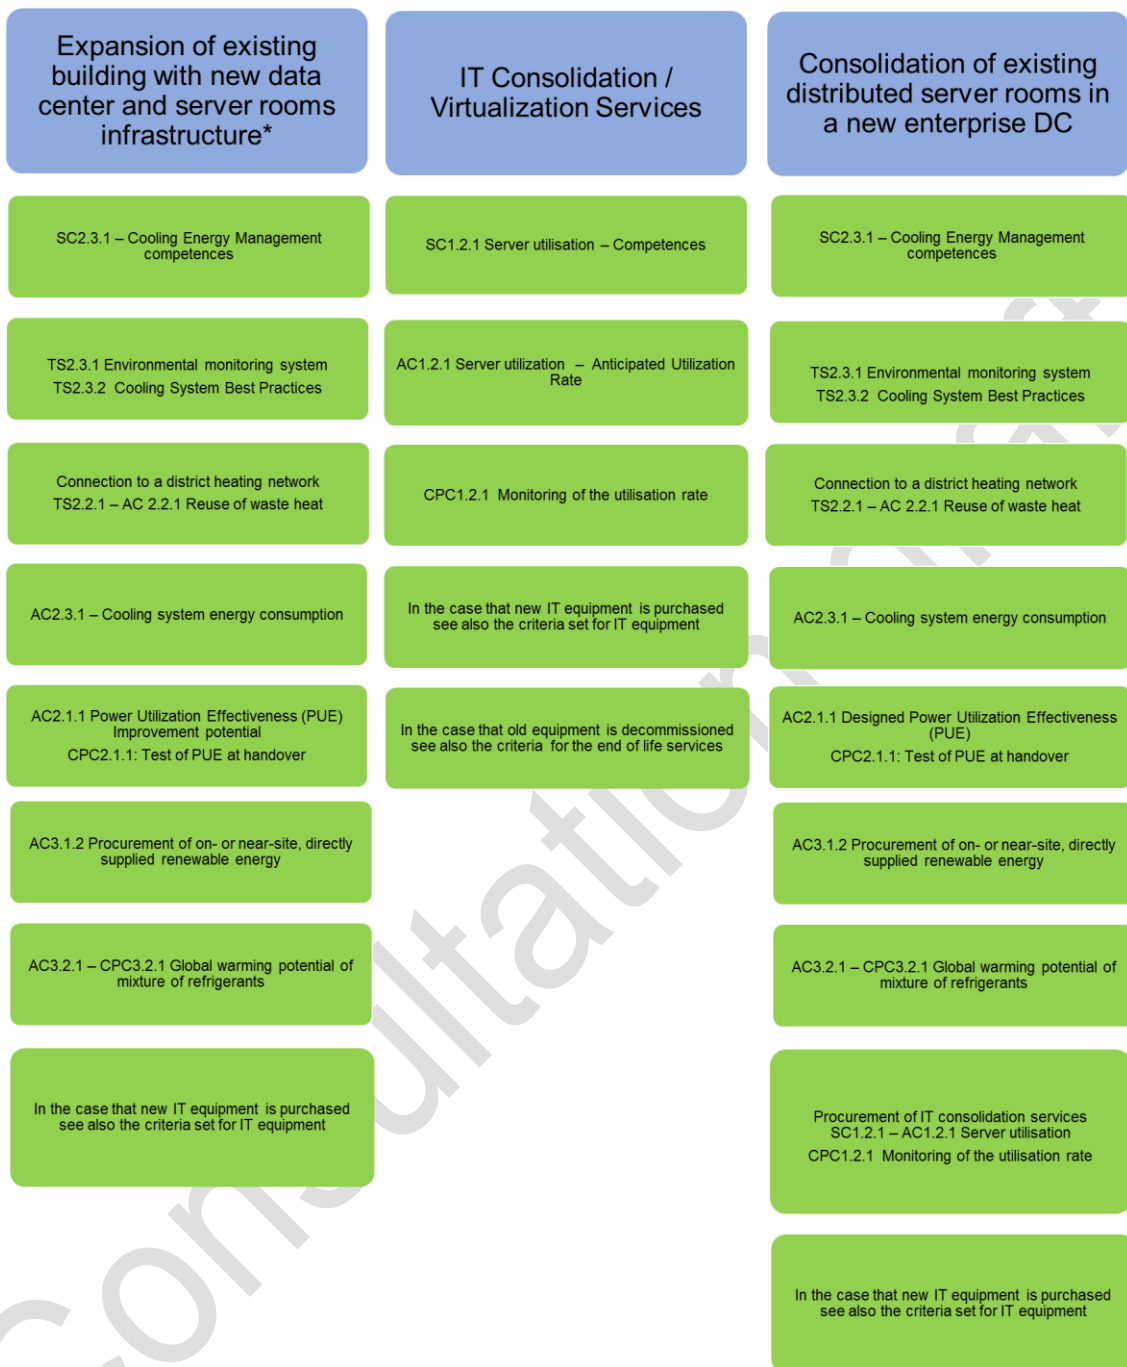 Expansion of existing
building with new data
center and server rooms
infrastructure*
SC2.3.1 – Cooling Energy Management
competences
TS2.3.1 Environmental monitoring system
TS2.3.2 Cooling System Best Practices
Connection to a district heating network
TS2.2.1 – AC 2.2.1 Reuse of waste heat
AC2.3.1 – Cooling system energy consumption
AC2.1.1 Power Utilization Effectiveness (PUE)
Improvement potential
CPC2.1.1: Test of PUE at handover
AC3.1.2 Procurement of on- or near-site, directly
supplied renewable energy
AC3.2.1 – CPC3.2.1 Global warming potential of
mixture of refrigerants
In the case that new IT equipment is purchased
see also the criteria set for IT equipment
IT Consolidation /
Virtualization Services
SC1.2.1 Server utilisation – Competences
AC1.2.1 Server utilization – Anticipated Utilization
Rate
CPC1.2.1 Monitoring of the utilisation rate
In the case that new IT equipment is purchased
see also the criteria set for IT equipment
In the case that old equipment is decommissioned
see also the criteria for the end of life services
Consolidation of existing
distributed server rooms in
a new enterprise DC
SC2.3.1 – Cooling Energy Management
competences
TS2.3.1 Environmental monitoring system
TS2.3.2 Cooling System Best Practices
Connection to a district heating network
TS2.2.1 – AC 2.2.1 Reuse of waste heat
AC2.3.1 – Cooling system energy consumption
AC2.1.1 Designed Power Utilization Effectiveness
(PUE)
CPC2.1.1: Test of PUE at handover
AC3.1.2 Procurement of on- or near-site, directly
supplied renewable energy
AC3.2.1 – CPC3.2.1 Global warming potential of
mixture of refrigerants
Procurement of IT consolidation services
SC1.2.1 – AC1.2.1 Server utilisation
CPC1.2.1 Monitoring of the utilisation rate
In the case that new IT equipment is purchased
see also the criteria set for IT equipment
Consultation